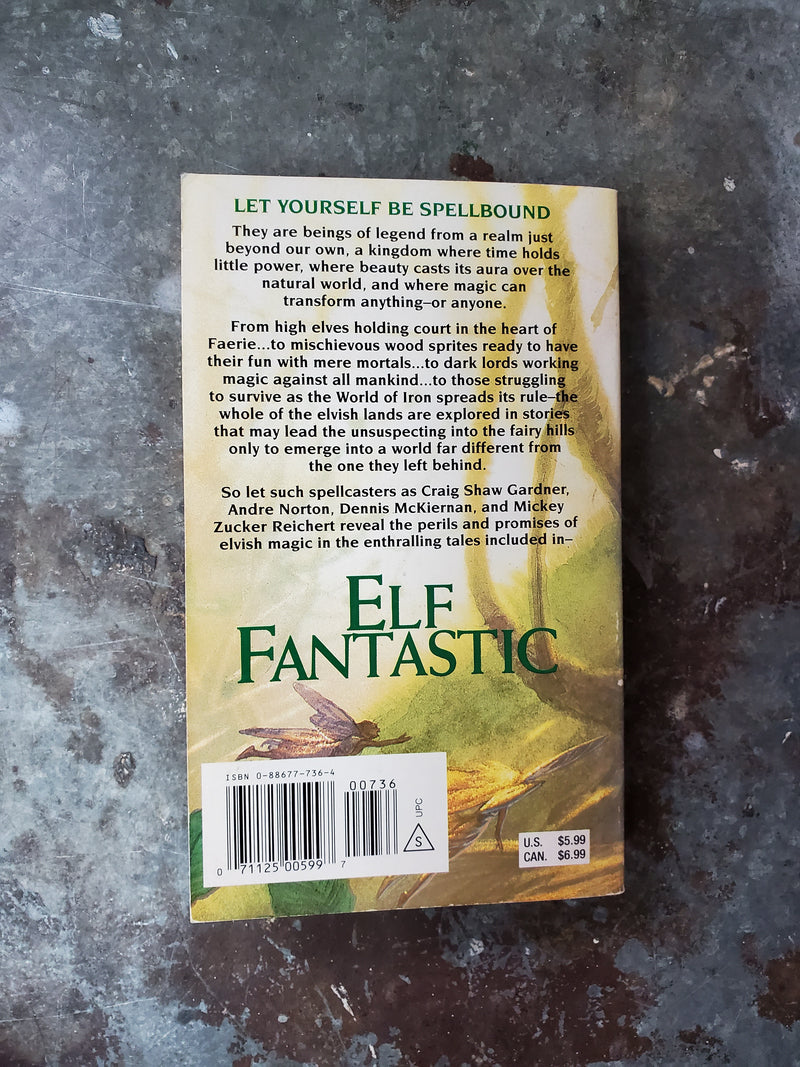 LET YOURSELF BE SPELLBOUND
They are beings of legend from a realm just
beyond our own, a kingdom where time holds
little power, where beauty casts its aura over the
natural world, and where magic can
transform anything–or anyone.
From high elves holding court in the heart of
Faerie...to mischievous wood sprites ready to have
their fun with mere mortals...to dark lords working
magic against all mankind...to those struggling
to survive as the World of Iron spreads its rule–the
whole of the elvish lands are explored in stories
that may lead the unsuspecting into the fairy hills
only to emerge into a world far different from
the one they left behind.
So let such spellcasters as Craig Shaw Gardner,
Andre Norton, Dennis McKiernan, and Mickey
Zucker Reichert reveal the perils and promises of
elvish magic in the enthralling tales included in–
ELF
FANTASTIC
ISBN 0-88677-736-4
00736
UPC
S
0 71125 00599 7
U.S. $5.99
CAN. $6.99